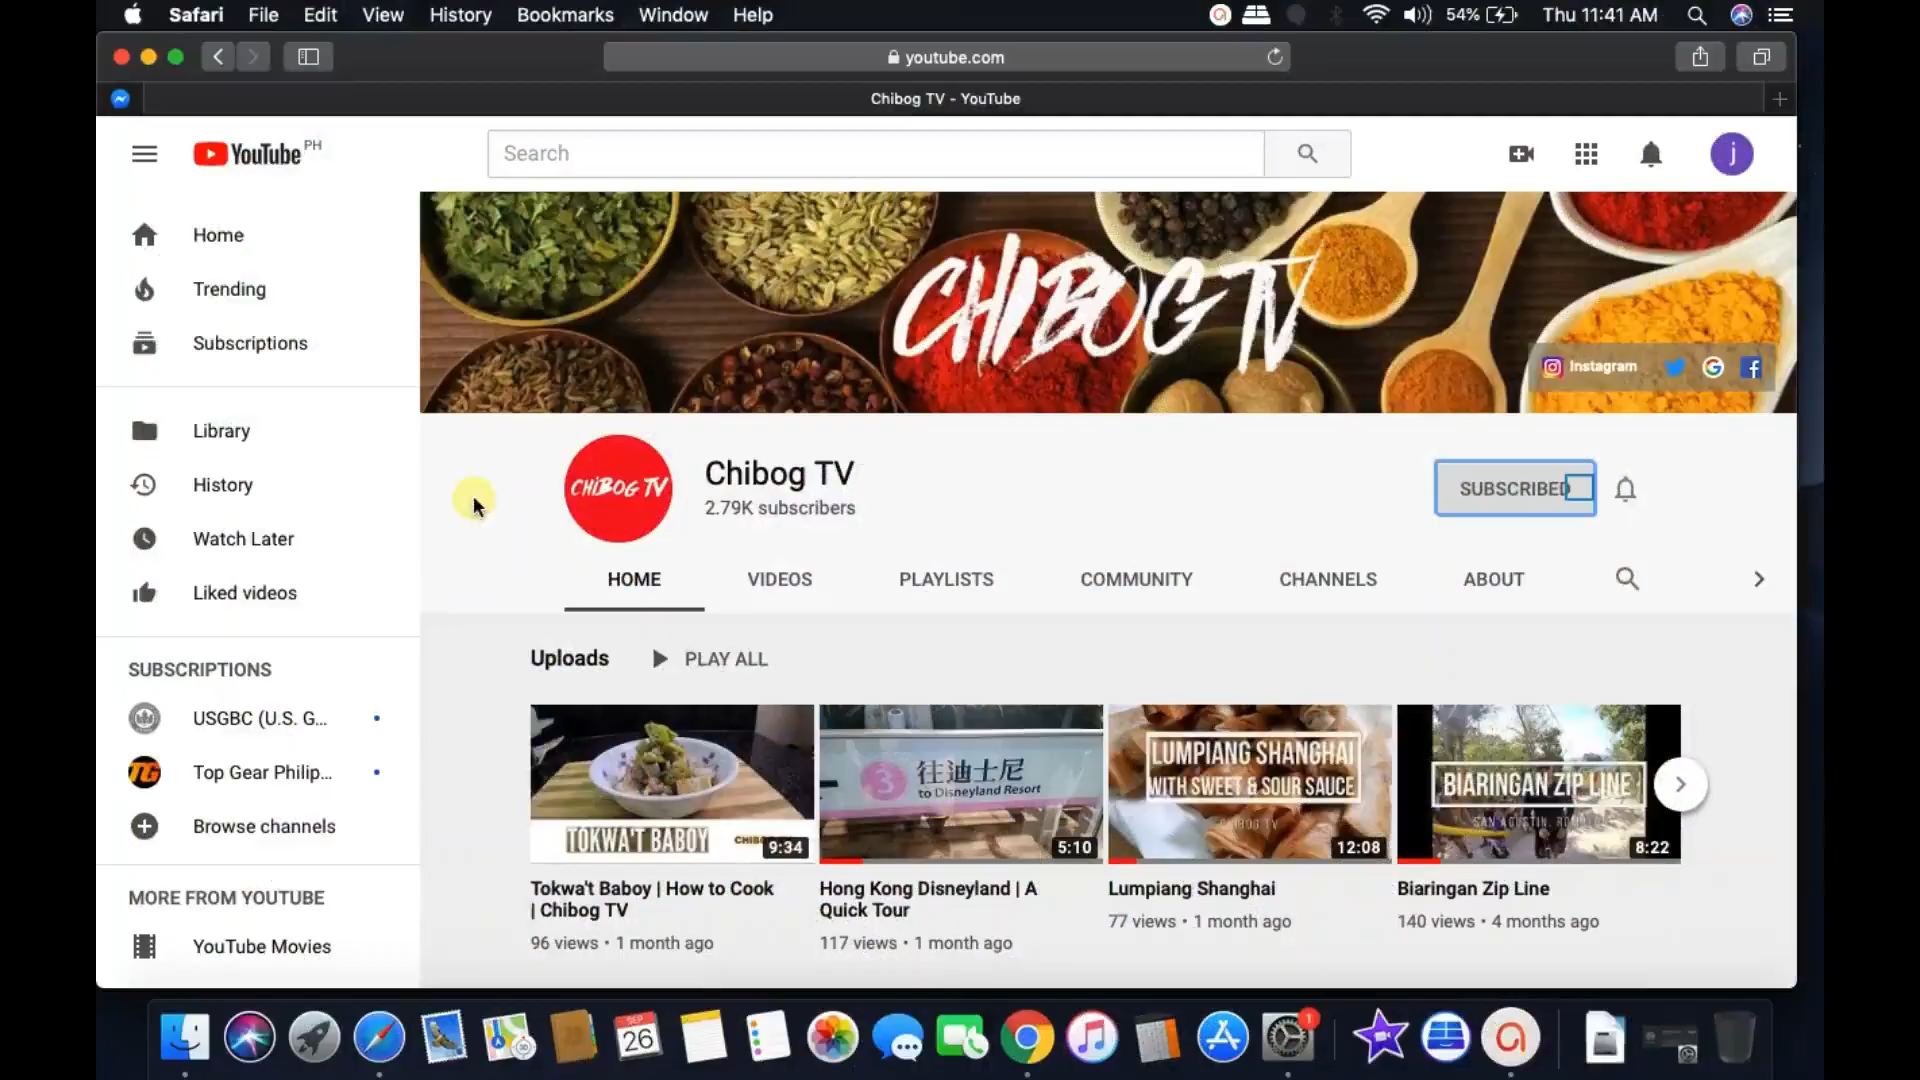 Safari File Edit View History Bookmarks Window Help 54% Thu 11:41 AM
youtube.com
Chibog TV - YouTube
YouTube PH
Search
j
Home
Trending
Subscriptions
Library
History
Watch Later
Liked videos
SUBSCRIPTIONS
USGBC (U.S. G...
Top Gear Philip...
Browse channels
MORE FROM YOUTUBE
YouTube Movies
CHIBOG TV
Instagram
CHIBOG TV
Chibog TV
2.79K subscribers
SUBSCRIBED
HOME VIDEOS PLAYLISTS COMMUNITY CHANNELS ABOUT
Uploads PLAY ALL
TOKWA'T BABOY
9:34
3 往迪士尼
to Disneyland Resort
5:10
LUMPIANG SHANGHAI
WITH SWEET & SOUR SAUCE
CHIBOG TV
12:08
BIARINGAN ZIP LINE
8:22
Tokwa't Baboy | How to Cook
| Chibog TV
96 views • 1 month ago
Hong Kong Disneyland | A
Quick Tour
117 views • 1 month ago
Lumpiang Shanghai
77 views • 1 month ago
Biaringan Zip Line
140 views • 4 months ago
SEP
26
1